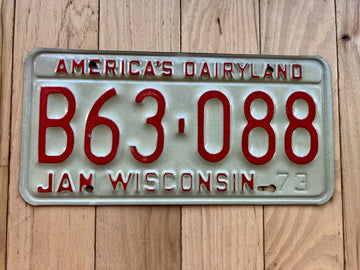 AMERICA'S DAIRYLAND
B63-088
JAN WISCONSIN 73